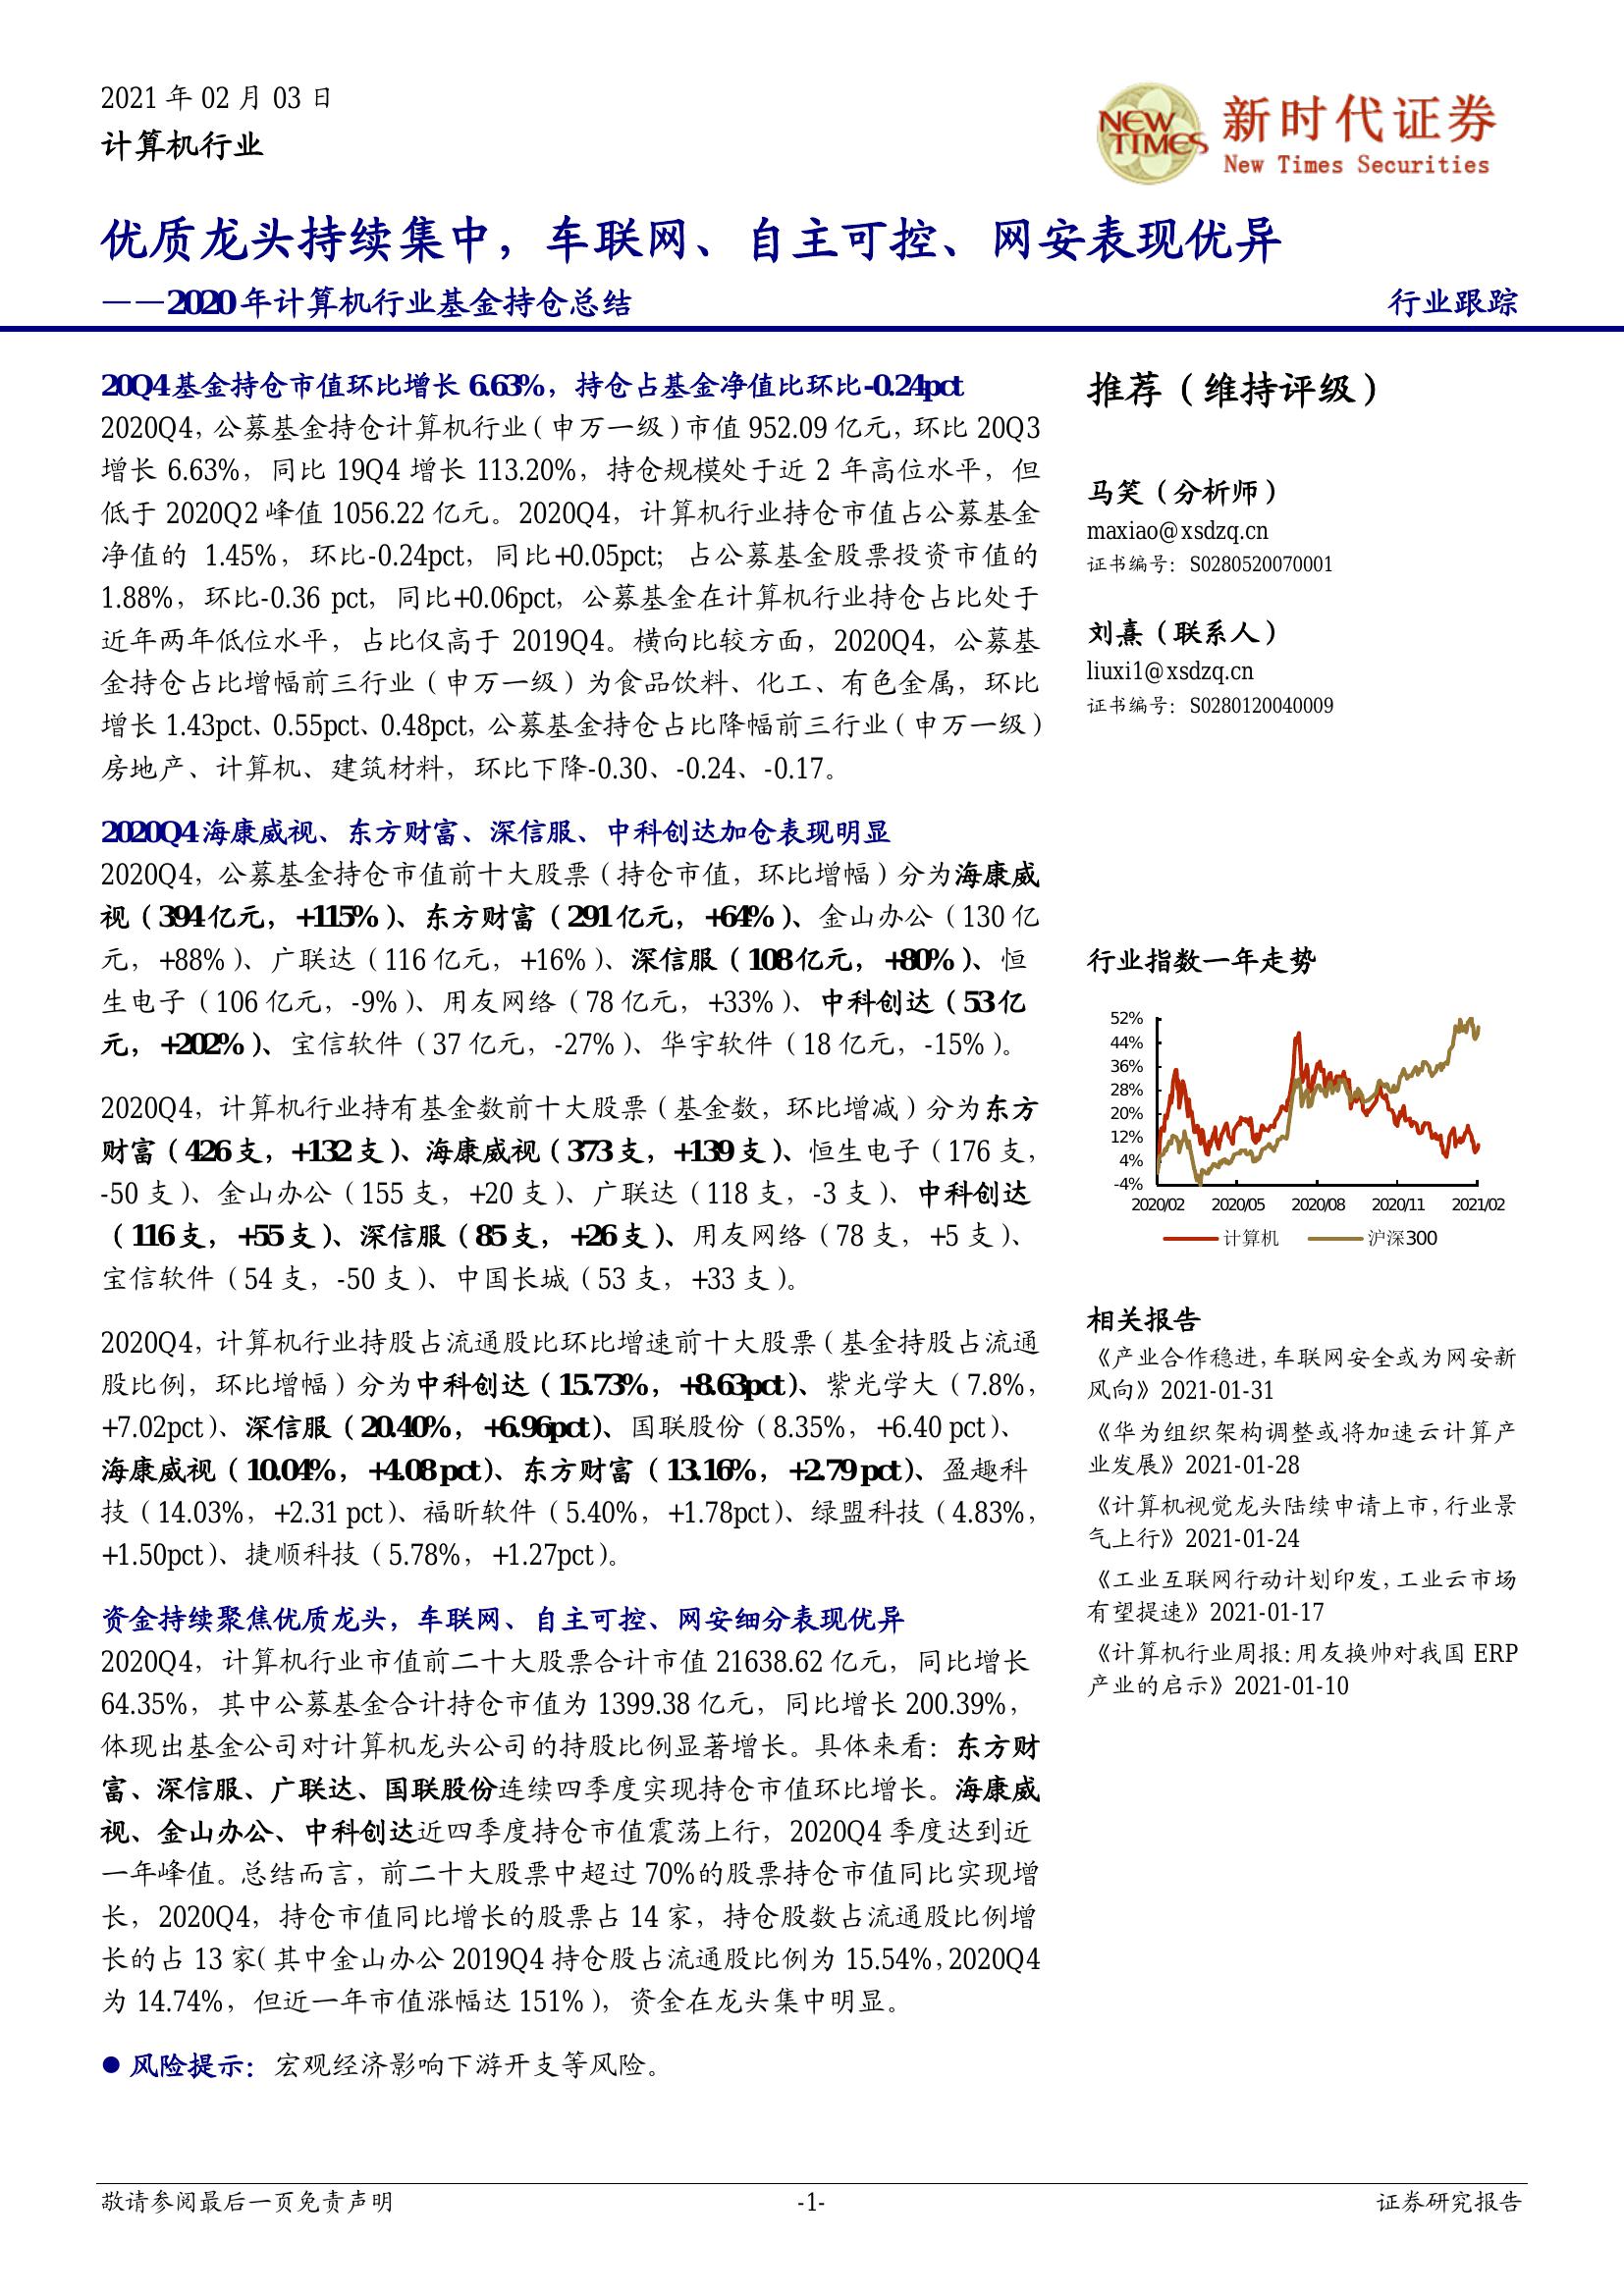 2021 年 02 月 03 日
计算机行业
NEW TIMES
新时代证券
New Times Securities
优质龙头持续集中，车联网、自主可控、网安表现优异
——2020 年计算机行业基金持仓总结
行业跟踪
20Q4 基金持仓市值环比增长 6.63%，持仓占基金净值比环比-0.24pct
2020Q4，公募基金持仓计算机行业（申万一级）市值 952.09 亿元，环比 20Q3
增长 6.63%，同比 19Q4 增长 113.20%，持仓规模处于近 2 年高位水平，但
低于 2020Q2 峰值 1056.22 亿元。2020Q4，计算机行业持仓市值占公募基金
净值的 1.45%，环比-0.24pct，同比+0.05pct；占公募基金股票投资市值的
1.88%，环比-0.36 pct，同比+0.06pct，公募基金在计算机行业持仓占比处于
近年两年低位水平，占比仅高于 2019Q4。横向比较方面，2020Q4，公募基
金持仓占比增幅前三行业（申万一级）为食品饮料、化工、有色金属，环比
增长 1.43pct、0.55pct、0.48pct，公募基金持仓占比降幅前三行业（申万一级）
房地产、计算机、建筑材料，环比下降-0.30、-0.24、-0.17。
2020Q4 海康威视、东方财富、深信服、中科创达加仓表现明显
2020Q4，公募基金持仓市值前十大股票（持仓市值，环比增幅）分为海康威
视（394 亿元，+115%）、东方财富（291 亿元，+64%）、金山办公（130 亿
元，+88%）、广联达（116 亿元，+16%）、深信服（108 亿元，+80%）、恒
生电子（106 亿元，-9%）、用友网络（78 亿元，+33%）、中科创达（53 亿
元，+202%）、宝信软件（37 亿元，-27%）、华宇软件（18 亿元，-15%）。
2020Q4，计算机行业持有基金数前十大股票（基金数，环比增减）分为东方
财富（426 支，+132 支）、海康威视（373 支，+139 支）、恒生电子（176 支，
-50 支）、金山办公（155 支，+20 支）、广联达（118 支，-3 支）、中科创达
（116 支，+55 支）、深信服（85 支，+26 支）、用友网络（78 支，+5 支）、
宝信软件（54 支，-50 支）、中国长城（53 支，+33 支）。
2020Q4，计算机行业持股占流通股比环比增速前十大股票（基金持股占流通
股比例，环比增幅）分为中科创达（15.73%，+8.63pct）、紫光学大（7.8%，
+7.02pct）、深信服（20.40%，+6.96pct）、国联股份（8.35%，+6.40 pct）、
海康威视（10.04%，+4.08 pct）、东方财富（13.16%，+2.79 pct）、盈趣科
技（14.03%，+2.31 pct）、福昕软件（5.40%，+1.78pct）、绿盟科技（4.83%，
+1.50pct）、捷顺科技（5.78%，+1.27pct）。
资金持续聚焦优质龙头，车联网、自主可控、网安细分表现优异
2020Q4，计算机行业市值前二十大股票合计市值 21638.62 亿元，同比增长
64.35%，其中公募基金合计持仓市值为 1399.38 亿元，同比增长 200.39%，
体现出基金公司对计算机龙头公司的持股比例显著增长。具体来看：东方财
富、深信服、广联达、国联股份连续四季度实现持仓市值环比增长。海康威
视、金山办公、中科创达近四季度持仓市值震荡上行，2020Q4 季度达到近
一年峰值。总结而言，前二十大股票中超过 70%的股票持仓市值同比实现增
长，2020Q4，持仓市值同比增长的股票占 14 家，持仓股数占流通股比例增
长的占 13 家（其中金山办公 2019Q4 持仓股占流通股比例为 15.54%，2020Q4
为 14.74%，但近一年市值涨幅达 151%），资金在龙头集中明显。
● 风险提示：宏观经济影响下游开支等风险。
推荐（维持评级）
马笑（分析师）
maxiao@xsdzq.cn
证书编号：S0280520070001
刘熹（联系人）
liuxi1@xsdzq.cn
证书编号：S0280120040009
行业指数一年走势
52%
44%
36%
28%
20%
12%
4%
-4%
2020/02 2020/05 2020/08 2020/11 2021/02
计算机 沪深300
相关报告
《产业合作稳进，车联网安全或为网安新
风向》2021-01-31
《华为组织架构调整或将加速云计算产
业发展》2021-01-28
《计算机视觉龙头陆续申请上市，行业景
气上行》2021-01-24
《工业互联网行动计划印发，工业云市场
有望提速》2021-01-17
《计算机行业周报：用友换帅对我国 ERP
产业的启示》2021-01-10
敬请参阅最后一页免责声明
-1-
证券研究报告